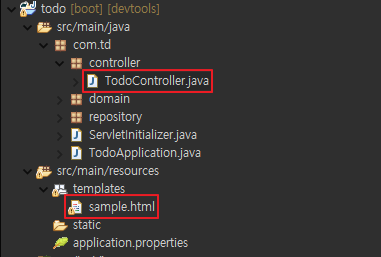 todo [boot] [devtools]
src/main/java
com.td
controller
TodoController.java
domain
repository
ServletInitializer.java
TodoApplication.java
src/main/resources
templates
sample.html
static
application.properties